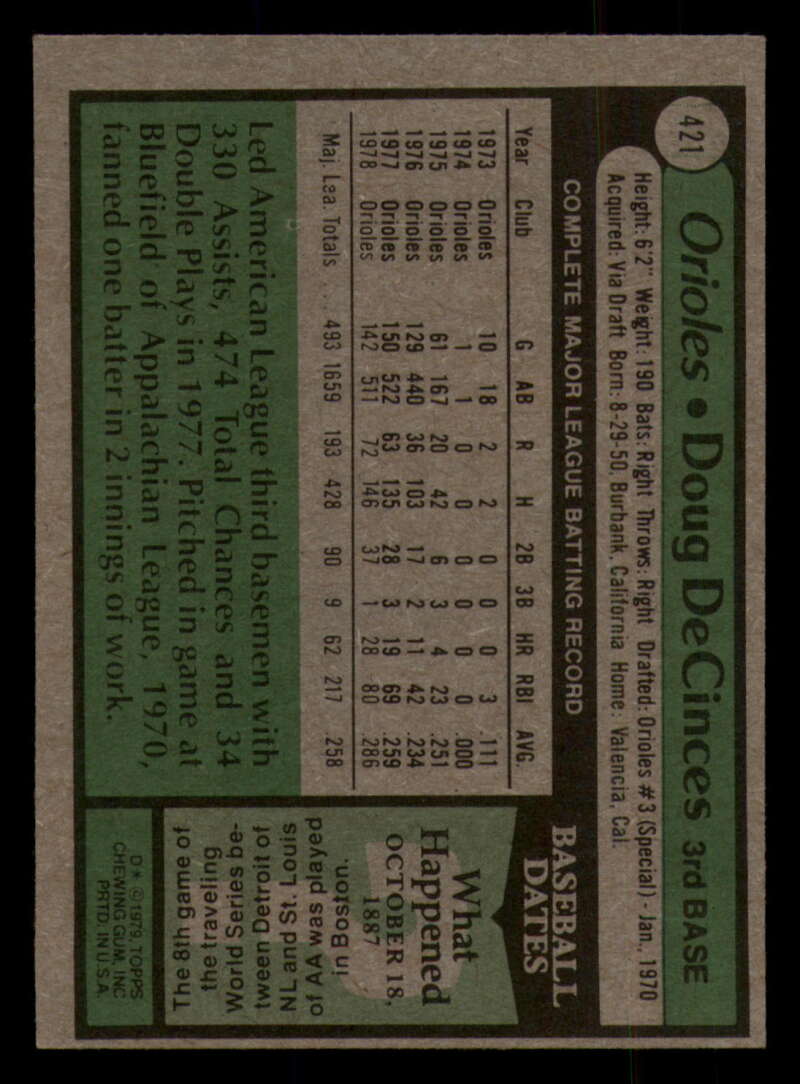 421
Orioles • Doug DeCinces 3rd BASE
Height: 6'2" Weight: 190 Bats: Right Throws: Right Drafted: Orioles #3 (Special) - Jan., 1970
Acquired: Via Draft Born: 8-29-50, Burbank, California Home: Valencia, Cal.
COMPLETE MAJOR LEAGUE BATTING RECORD
Year Club G AB R H 2B 3B HR RBI AVG.
1973 Orioles 10 18 2 2 0 0 0 3 .111
1974 Orioles 1 1 0 0 0 0 0 0 .000
1975 Orioles 61 167 20 42 6 3 4 23 .251
1976 Orioles 129 440 36 103 17 2 11 42 .234
1977 Orioles 150 522 63 135 28 3 19 69 .259
1978 Orioles 142 511 72 146 37 1 28 80 .286
Maj. Lea. Totals . . . 493 1659 193 428 90 9 62 217 .258
Led American League third basemen with
330 Assists, 474 Total Chances and 34
Double Plays in 1977. Pitched in game at
Bluefield of Appalachian League, 1970,
fanned one batter in 2 innings of work.
BASEBALL
DATES
What
Happened
OCTOBER 18,
1887
The 8th game of
the traveling
World Series be-
tween Detroit of
NL and St. Louis
of AA was played
in Boston.
D* © 1979 TOPPS
CHEWING GUM, INC.
PRTD. IN U.S.A.